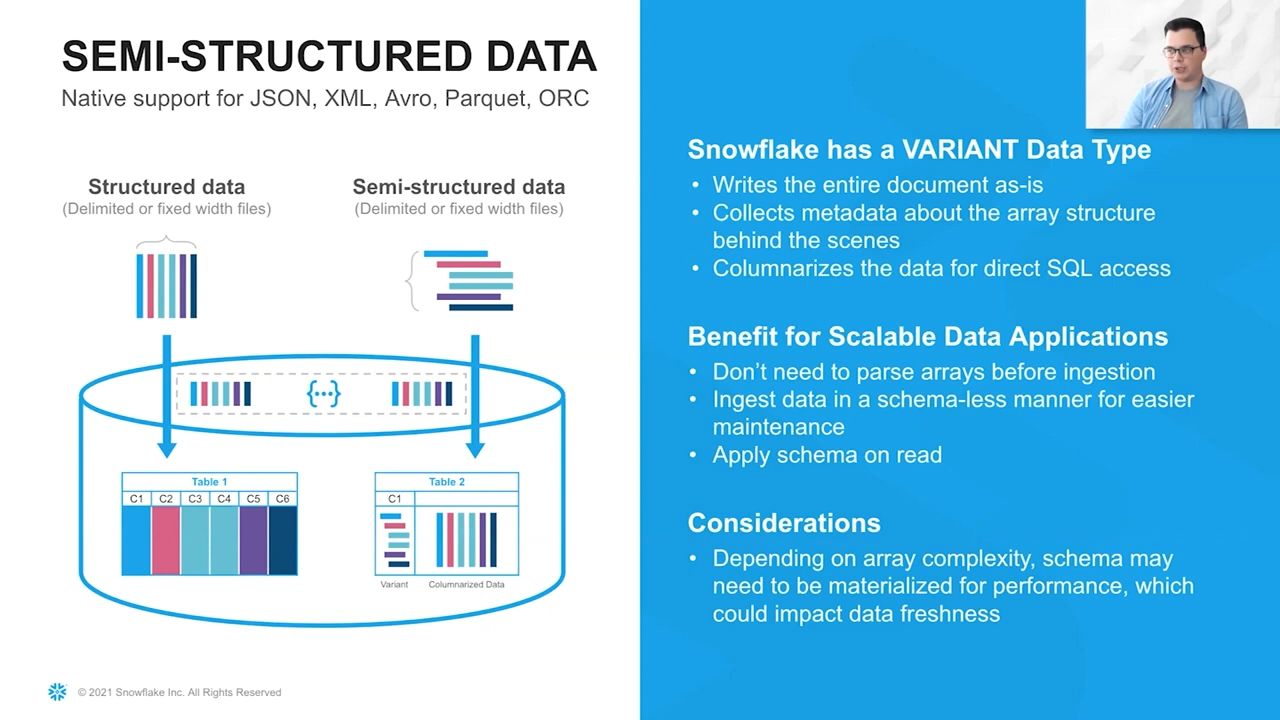 SEMI-STRUCTURED DATA
Native support for JSON, XML, Avro, Parquet, ORC
Structured data
(Delimited or fixed width files)
Semi-structured data
(Delimited or fixed width files)
{...}
Table 1
C1 C2 C3 C4 C5 C6
Table 2
C1
Variant
Columnarized Data
© 2021 Snowflake Inc. All Rights Reserved
Snowflake has a VARIANT Data Type
• Writes the entire document as-is
• Collects metadata about the array structure
behind the scenes
• Columnarizes the data for direct SQL access
Benefit for Scalable Data Applications
• Don’t need to parse arrays before ingestion
• Ingest data in a schema-less manner for easier
maintenance
• Apply schema on read
Considerations
• Depending on array complexity, schema may
need to be materialized for performance, which
could impact data freshness